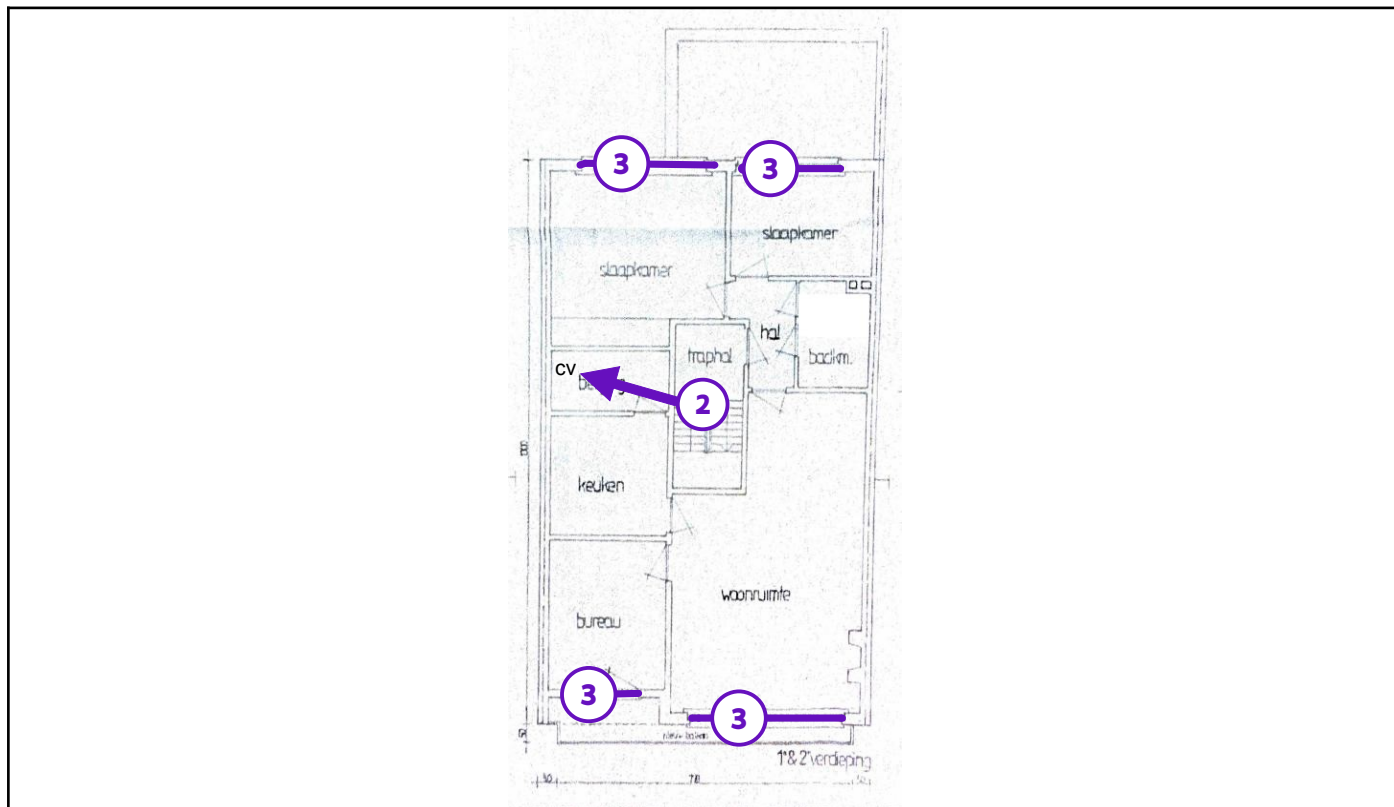 3
3
slaapkamer
slaapkamer
hal
traphal
badkm.
CV
2
keuken
woonruimte
bureau
3
3
1ᵉ & 2ᵉ verdieping